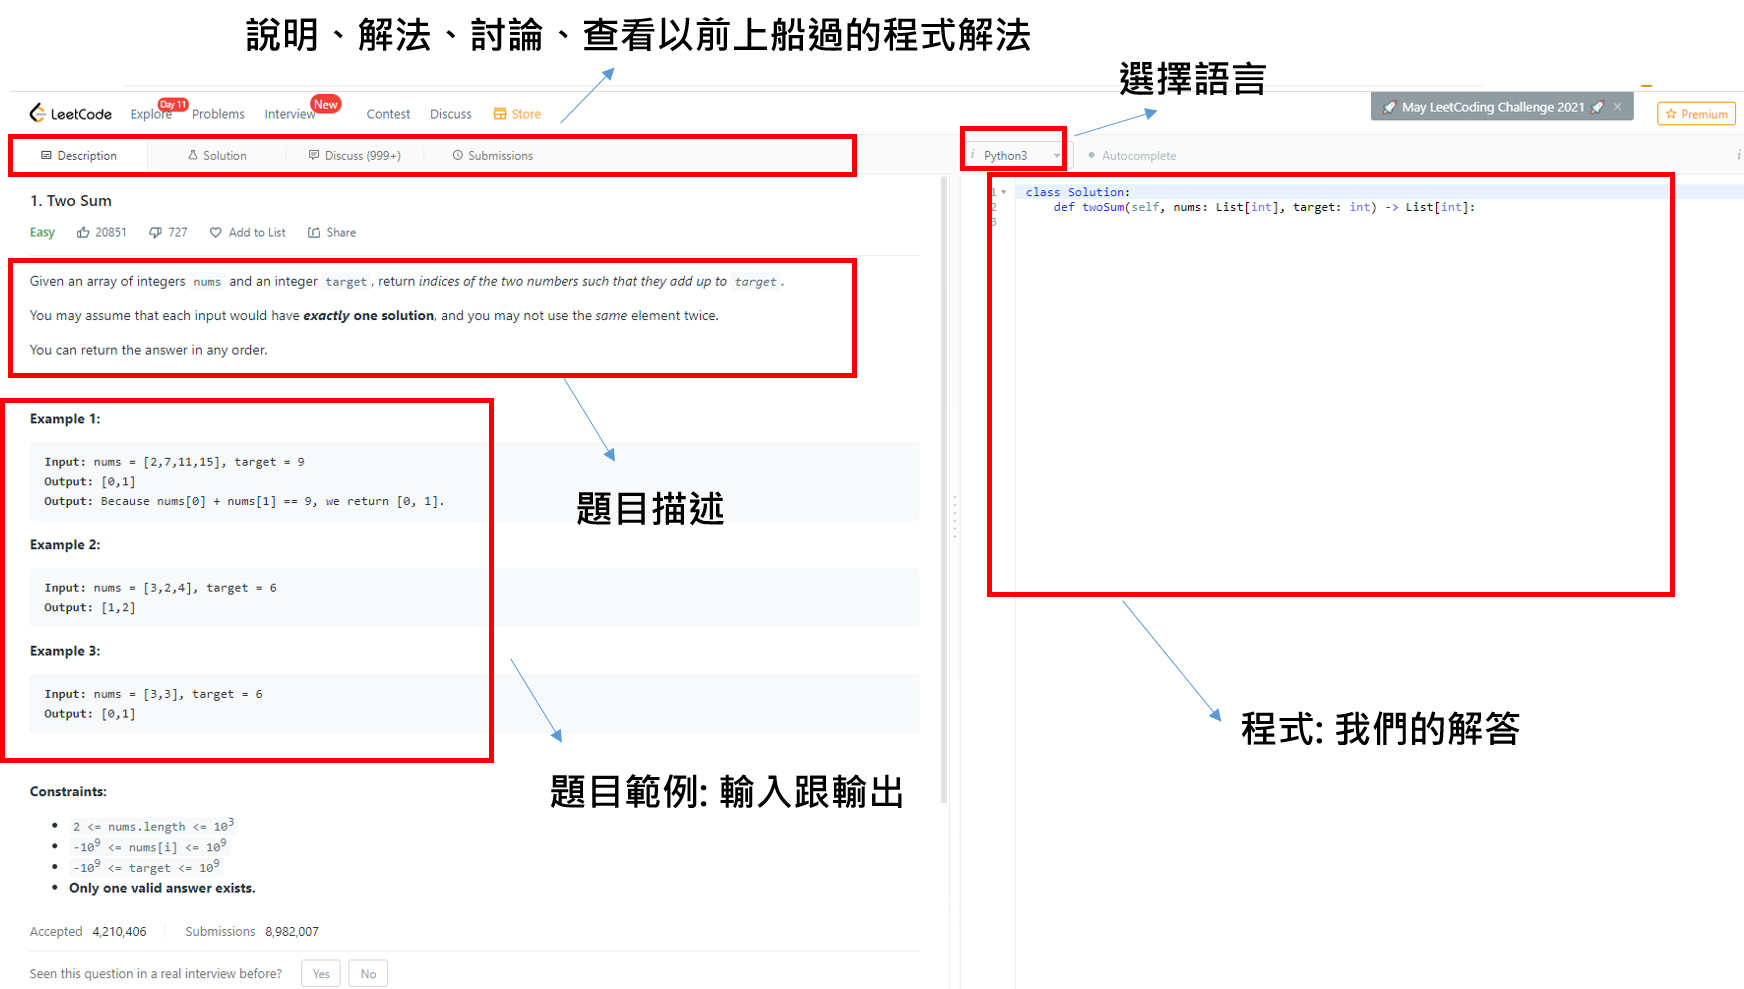 說明、解法、討論、查看以前上船過的程式解法
選擇語言
LeetCode
Explore
Day 11
Problems
Interview
New
Contest
Discuss
Store
May LeetCoding Challenge 2021
×
Premium
Description
Solution
Discuss (999+)
Submissions
i
Python3
Autocomplete
i
1. Two Sum
Easy
20851
727
Add to List
Share
Given an array of integers nums and an integer target, return indices of the two numbers such that they add up to target.
You may assume that each input would have exactly one solution, and you may not use the same element twice.
You can return the answer in any order.
題目描述
Example 1:
Input: nums = [2,7,11,15], target = 9
Output: [0,1]
Output: Because nums[0] + nums[1] == 9, we return [0, 1].
Example 2:
Input: nums = [3,2,4], target = 6
Output: [1,2]
Example 3:
Input: nums = [3,3], target = 6
Output: [0,1]
題目範例: 輸入跟輸出
Constraints:
2 <= nums.length <= 10^3
-10^9 <= nums[i] <= 10^9
-10^9 <= target <= 10^9
Only one valid answer exists.
Accepted 4,210,406
Submissions 8,982,007
Seen this question in a real interview before?
Yes
No
1 class Solution:
2 def twoSum(self, nums: List[int], target: int) -> List[int]:
3
程式: 我們的解答